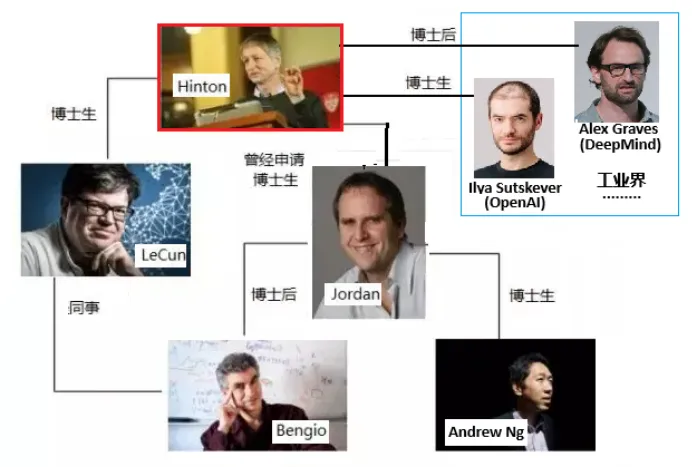 博士后
Hinton
博士生
博士生
Alex Graves
(DeepMind)
曾经申请
博士生
Ilya Sutskever
(OpenAI)
工业界
.........
LeCun
Jordan
同事
博士后
博士生
Bengio
Andrew Ng